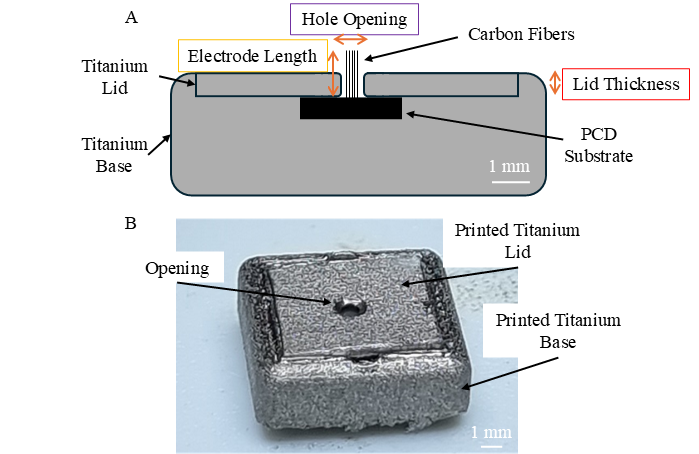 A
Hole Opening
Carbon Fibers
Electrode Length
Titanium
Lid
Lid Thickness
Titanium
Base
PCD
Substrate
1 mm
B
Printed Titanium
Lid
Opening
Printed Titanium
Base
1 mm